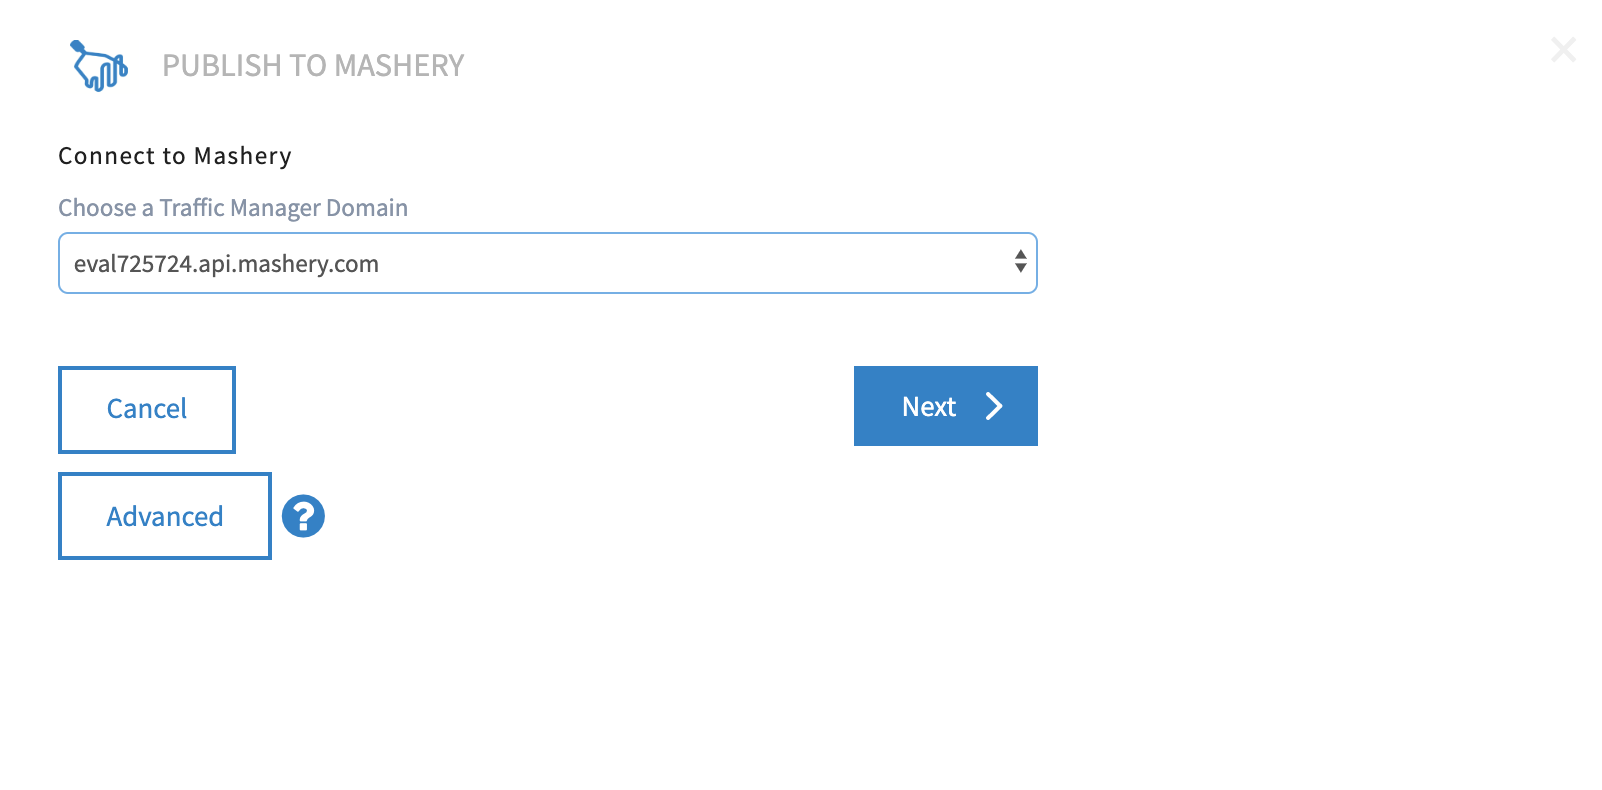 PUBLISH TO MASHERY
Connect to Mashery
Choose a Traffic Manager Domain
eval725724.api.mashery.com
Cancel
Next
Advanced
?